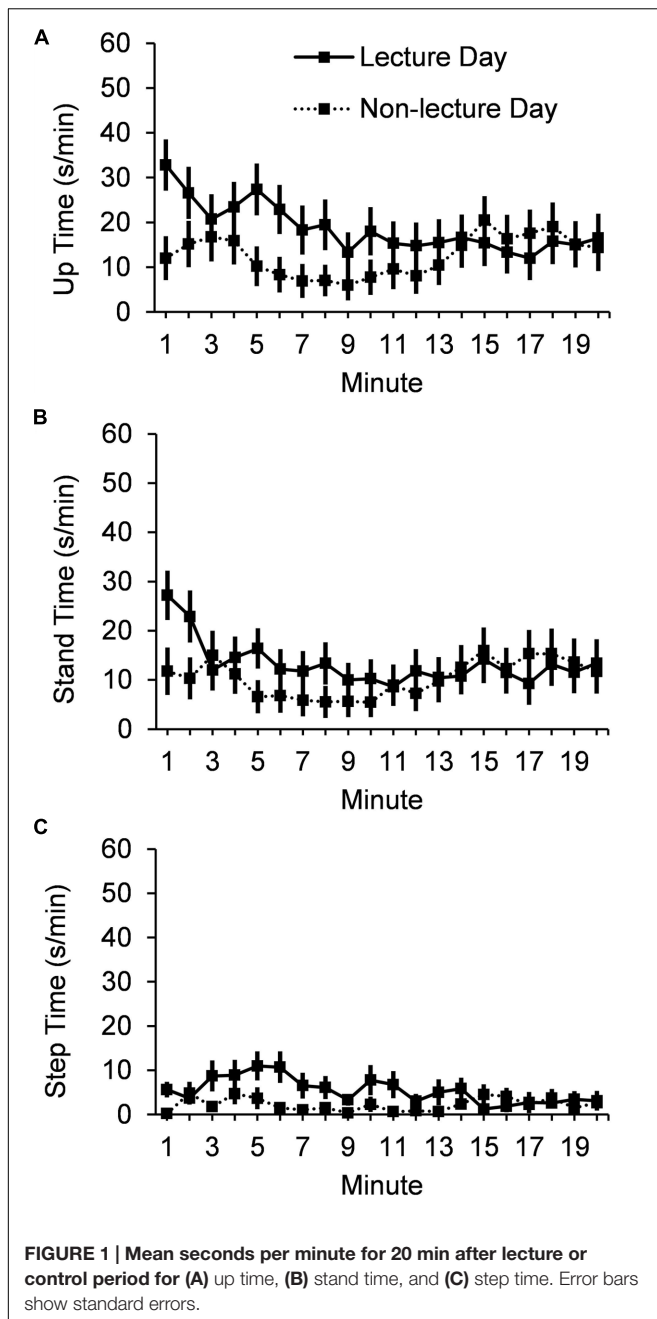 A
60
50
40
30
20
10
0
Up Time (s/min)
Lecture Day
Non-lecture Day
1 3 5 7 9 11 13 15 17 19
Minute
B
60
50
40
30
20
10
0
Stand Time (s/min)
1 3 5 7 9 11 13 15 17 19
Minute
C
60
50
40
30
20
10
0
Step Time (s/min)
1 3 5 7 9 11 13 15 17 19
Minute
FIGURE 1 | Mean seconds per minute for 20 min after lecture or
control period for (A) up time, (B) stand time, and (C) step time. Error bars
show standard errors.